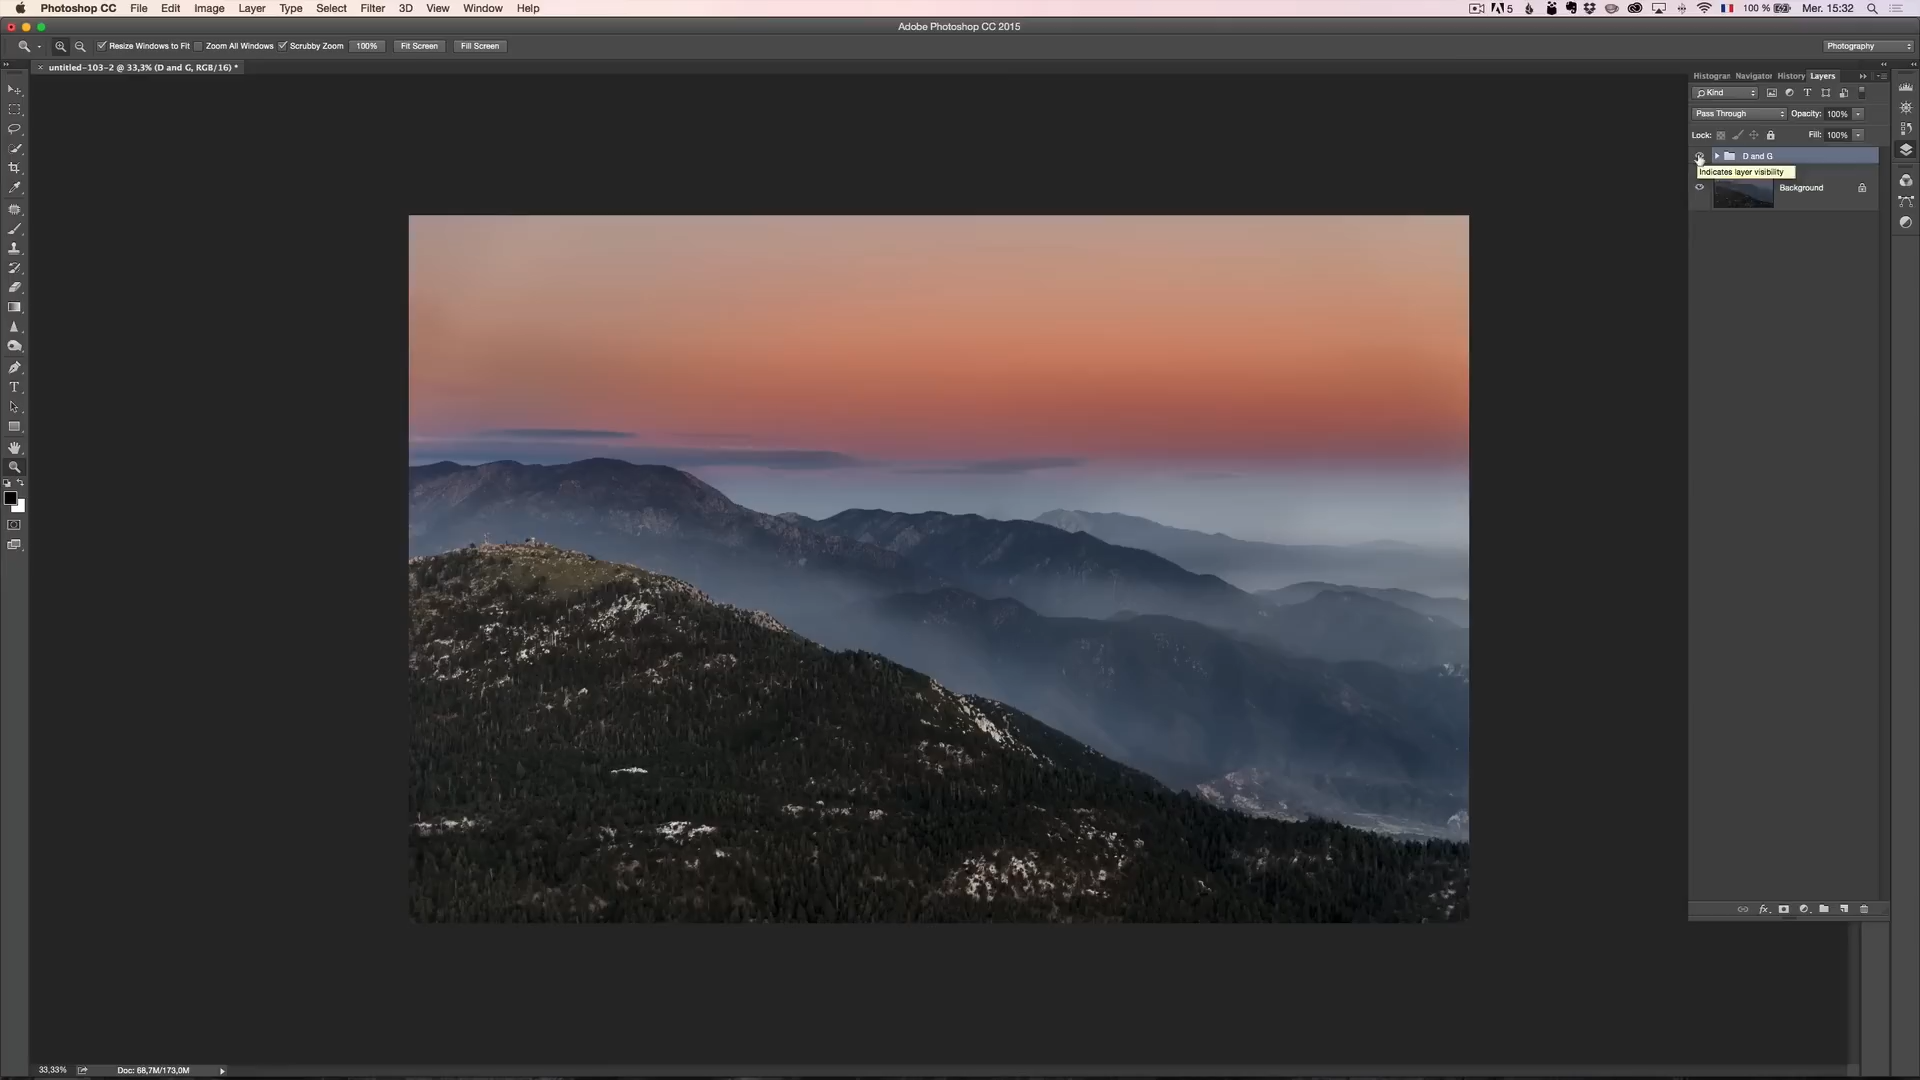 Photoshop CC File Edit Image Layer Type Select Filter 3D View Window Help 5 100 % Mer. 15:32
Adobe Photoshop CC 2015
Resize Windows to Fit Zoom All Windows Scrubby Zoom 100% Fit Screen Fill Screen Photography
× untitled-103-2 @ 33,3% (D and G, RGB/16) *
Histogran Navigator History Layers
Kind
Pass Through Opacity: 100%
Lock: Fill: 100%
D and G
Indicates layer visibility
Background
33,33% Doc: 68,7M/173,0M